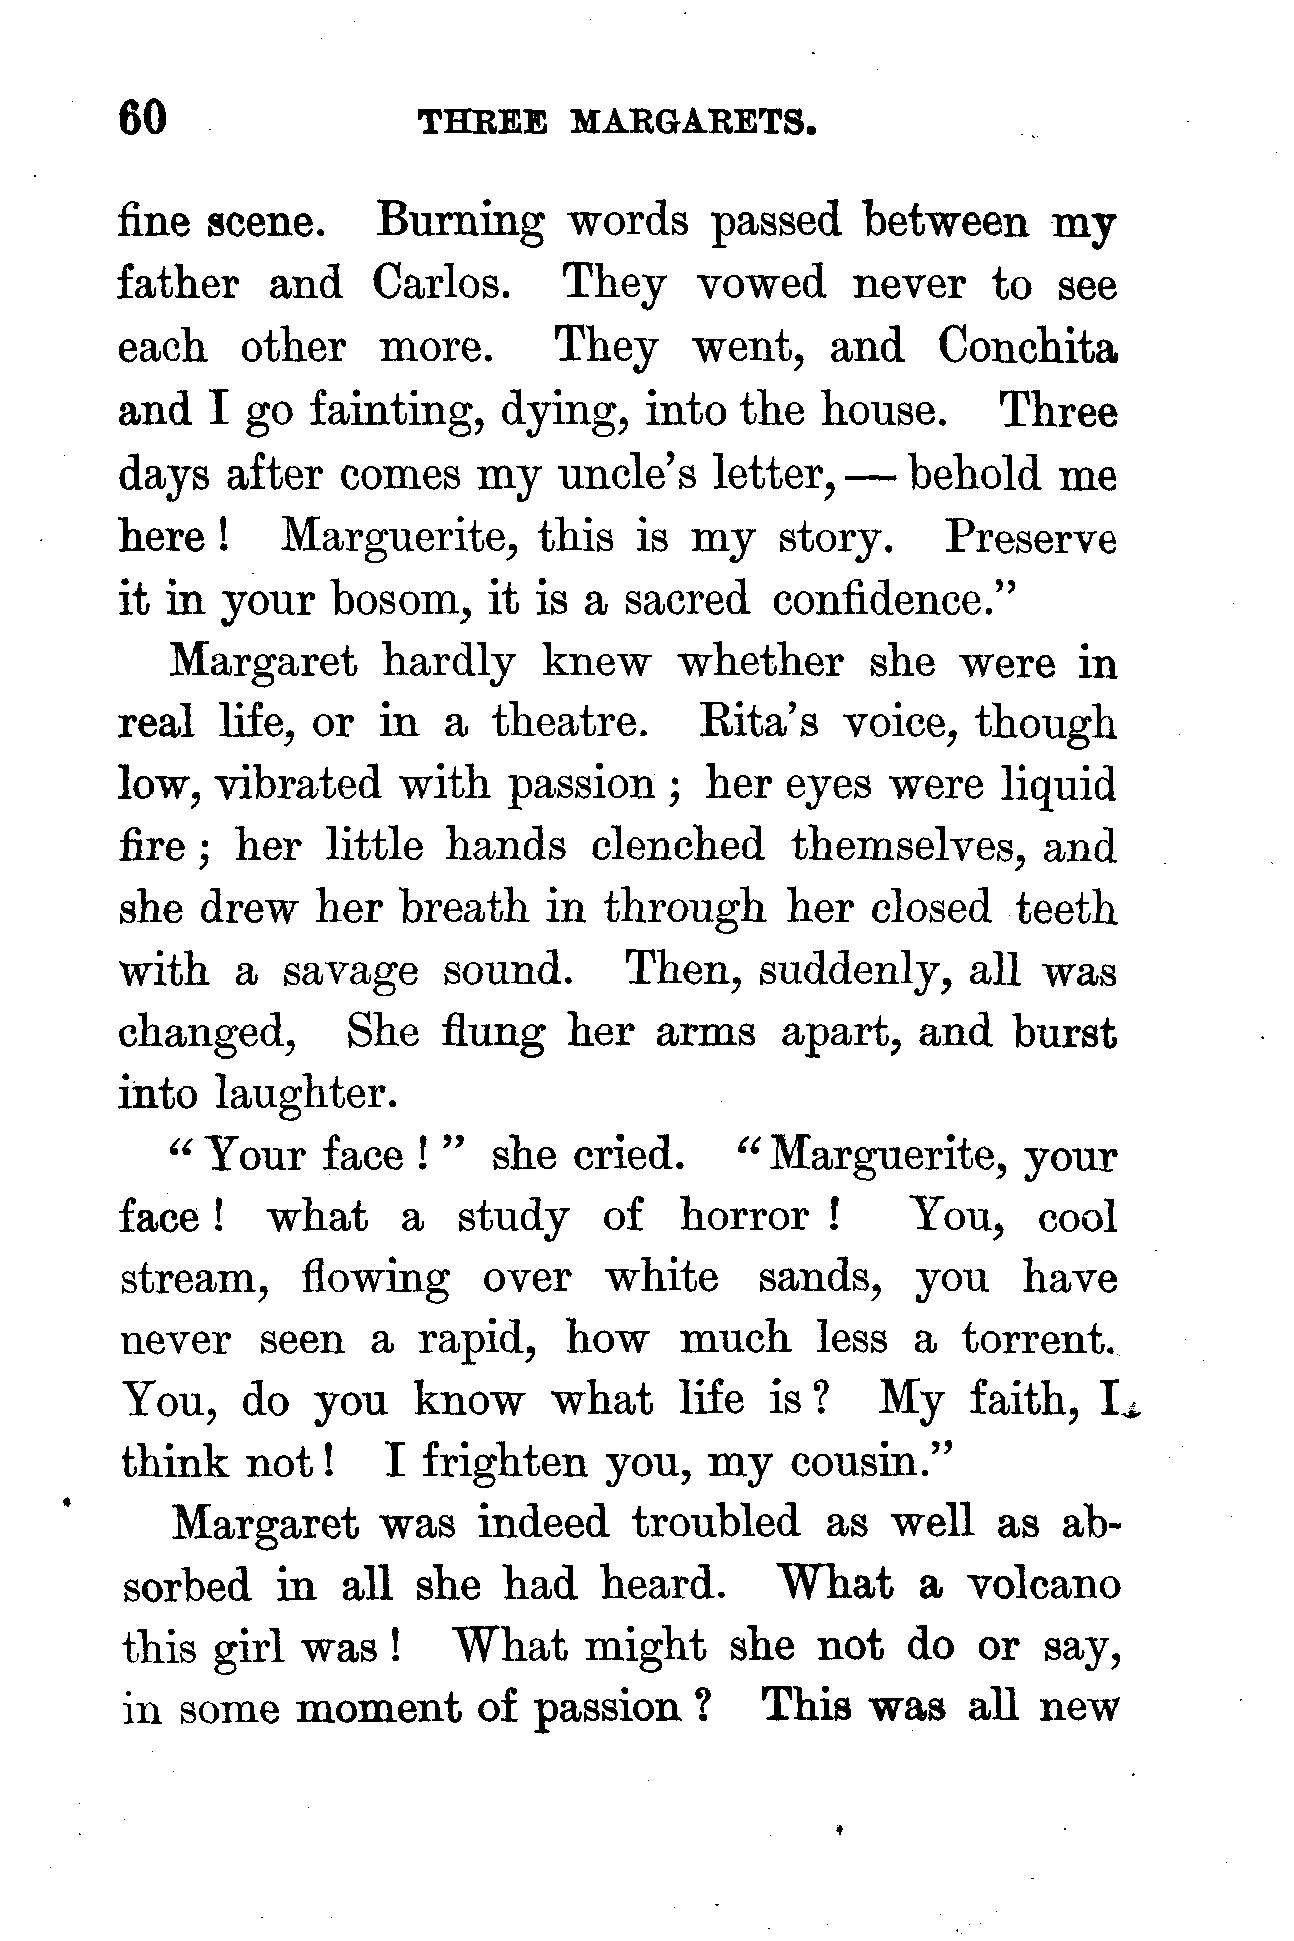 60 THREE MARGARETS.
fine scene. Burning words passed between my
father and Carlos. They vowed never to see
each other more. They went, and Conchita
and I go fainting, dying, into the house. Three
days after comes my uncle's letter, — behold me
here! Marguerite, this is my story. Preserve
it in your bosom, it is a sacred confidence."
Margaret hardly knew whether she were in
real life, or in a theatre. Rita's voice, though
low, vibrated with passion; her eyes were liquid
fire; her little hands clenched themselves, and
she drew her breath in through her closed teeth
with a savage sound. Then, suddenly, all was
changed, She flung her arms apart, and burst
into laughter.
"Your face!" she cried. "Marguerite, your
face! what a study of horror! You, cool
stream, flowing over white sands, you have
never seen a rapid, how much less a torrent.
You, do you know what life is? My faith, I
think not! I frighten you, my cousin."
Margaret was indeed troubled as well as ab-
sorbed in all she had heard. What a volcano
this girl was! What might she not do or say,
in some moment of passion? This was all new